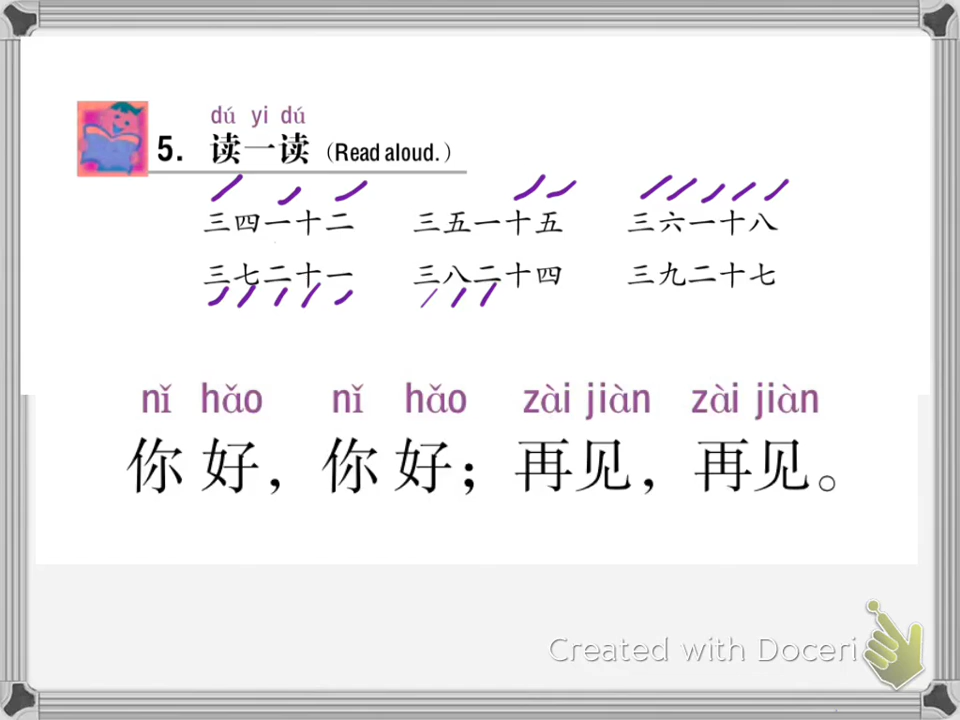 dú yi dú
5. 读一读 （Read aloud.）
三四一十二 三五一十五 三六一十八
三七二十一 三八二十四 三九二十七
nǐ hǎo nǐ hǎo zài jiàn zài jiàn
你好，你好；再见，再见。
Created with Doceri